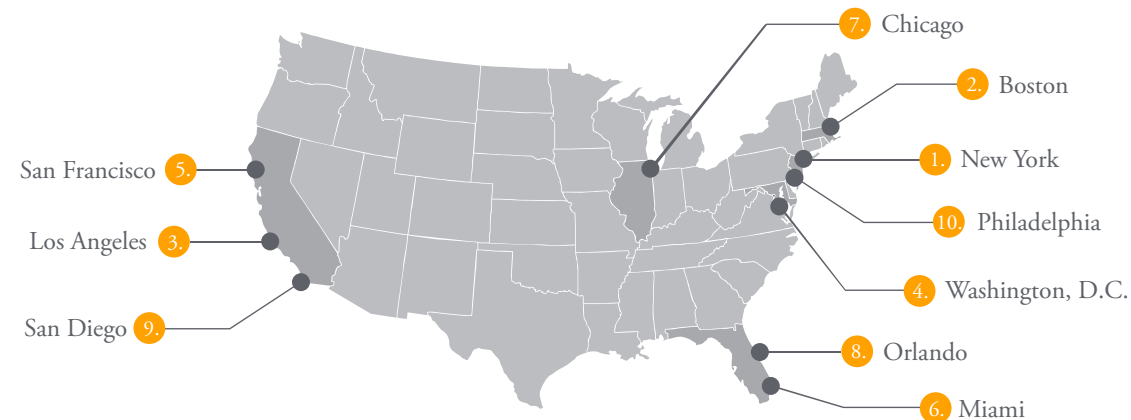 7. Chicago
2. Boston
1. New York
San Francisco 5.
10. Philadelphia
Los Angeles 3.
4. Washington, D.C.
San Diego 9.
8. Orlando
6. Miami